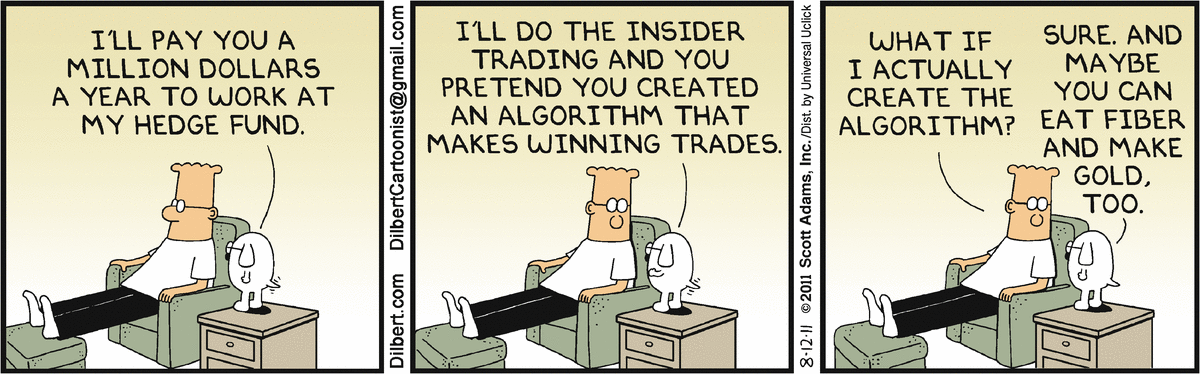 I'LL PAY YOU A
MILLION DOLLARS
A YEAR TO WORK AT
MY HEDGE FUND.
Dilbert.com DilbertCartoonist@gmail.com
I'LL DO THE INSIDER
TRADING AND YOU
PRETEND YOU CREATED
AN ALGORITHM THAT
MAKES WINNING TRADES.
8-12-11 ©2011 Scott Adams, Inc./Dist. by Universal Uclick
WHAT IF
I ACTUALLY
CREATE THE
ALGORITHM?
SURE. AND
MAYBE
YOU CAN
EAT FIBER
AND MAKE
GOLD,
TOO.